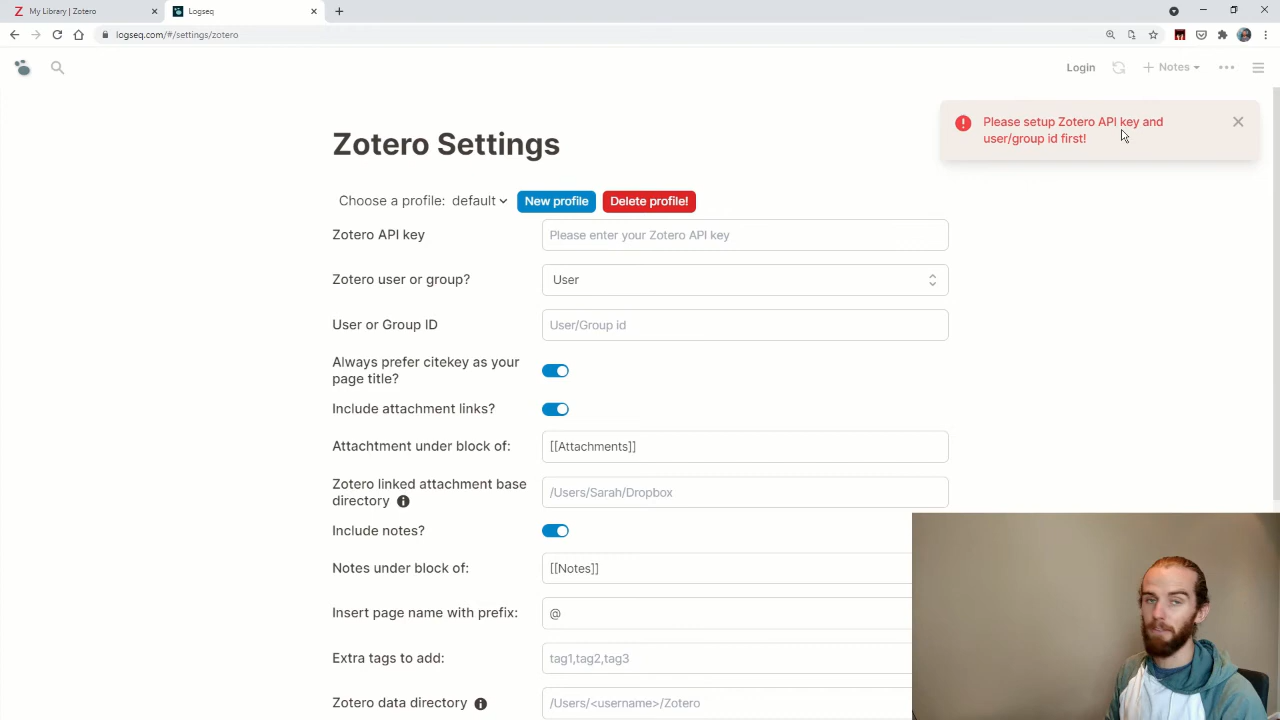 My Library | Zotero
Logseq
logseq.com/#/settings/zotero
Login
Notes
Please setup Zotero API key and
user/group id first!
Zotero Settings
Choose a profile: default
New profile
Delete profile!
Zotero API key
Please enter your Zotero API key
Zotero user or group?
User
User or Group ID
User/Group id
Always prefer citekey as your
page title?
Include attachment links?
Attachtment under block of:
[[Attachments]]
Zotero linked attachment base
directory
/Users/Sarah/Dropbox
Include notes?
Notes under block of:
[[Notes]]
Insert page name with prefix:
@
Extra tags to add:
tag1,tag2,tag3
Zotero data directory
/Users/<username>/Zotero